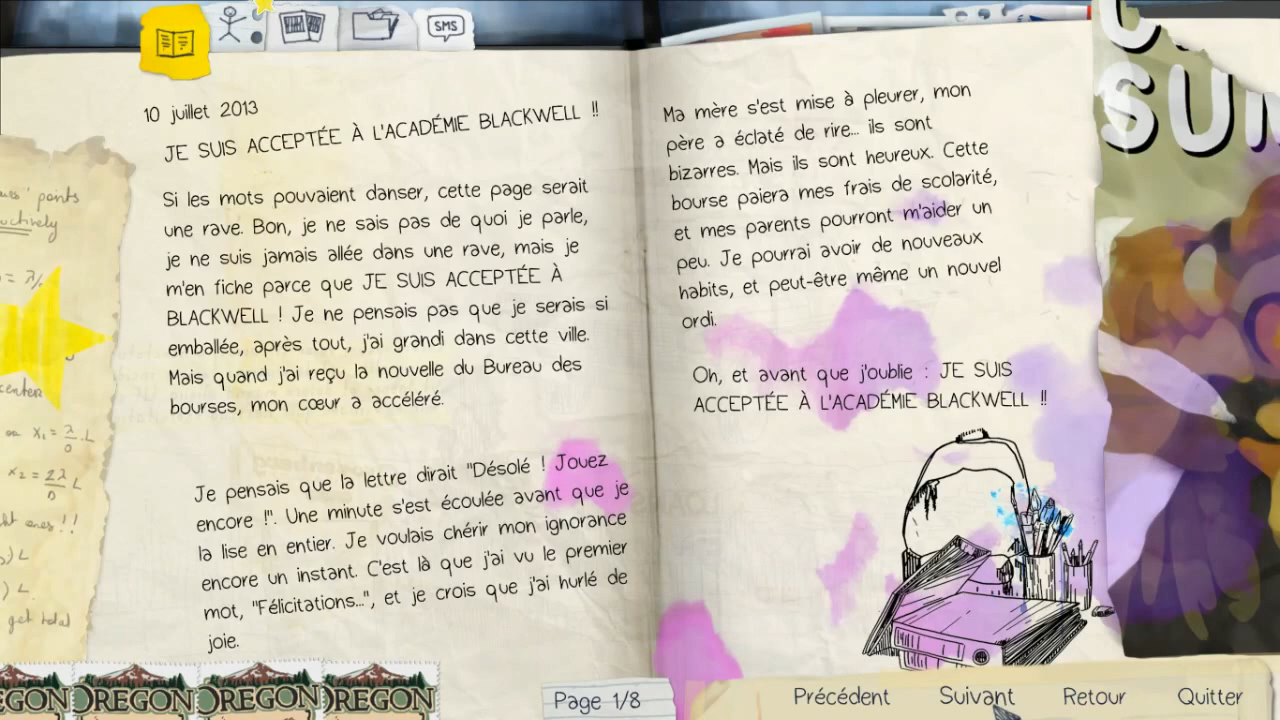 SMS
10 juillet 2013
JE SUIS ACCEPTÉE À L'ACADÉMIE BLACKWELL !!
Si les mots pouvaient danser, cette page serait
une rave. Bon, je ne sais pas de quoi je parle,
je ne suis jamais allée dans une rave, mais je
m'en fiche parce que JE SUIS ACCEPTÉE À
BLACKWELL ! Je ne pensais pas que je serais si
emballée, après tout, j'ai grandi dans cette ville.
Mais quand j'ai reçu la nouvelle du Bureau des
bourses, mon cœur a accéléré.
Je pensais que la lettre dirait "Désolé ! Jouez
encore !". Une minute s'est écoulée avant que je
la lise en entier. Je voulais chérir mon ignorance
encore un instant. C'est là que j'ai vu le premier
mot, "Félicitations...", et je crois que j'ai hurlé de
joie.
Ma mère s'est mise à pleurer, mon
père a éclaté de rire... ils sont
bizarres. Mais ils sont heureux. Cette
bourse paiera mes frais de scolarité,
et mes parents pourront m'aider un
peu. Je pourrai avoir de nouveaux
habits, et peut-être même un nouvel
ordi.
Oh, et avant que j'oublie : JE SUIS
ACCEPTÉE À L'ACADÉMIE BLACKWELL !!
points
x₁ = λ/D . L
x₂ = 2λ/D L
get total
OREGON
OREGON
OREGON
Page 1/8
Précédent
Suivant
Retour
Quitter